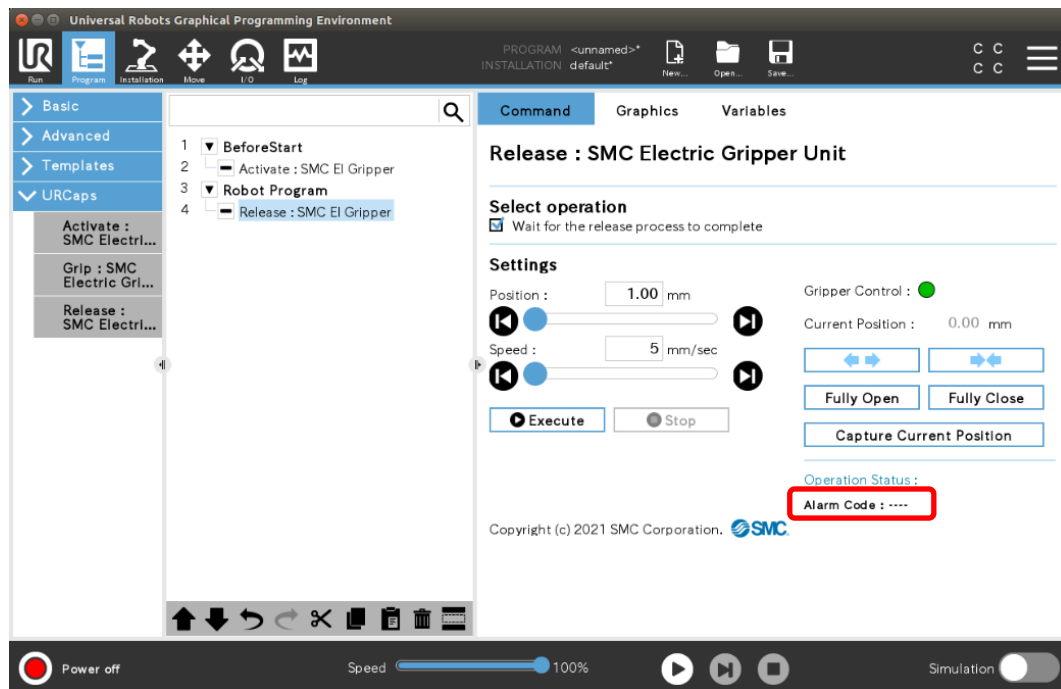 Universal Robots Graphical Programming Environment
UR
Run
Program
Installation
Move
I/O
Log
PROGRAM <unnamed>*
INSTALLATION default*
New...
Open...
Save...
C C
C C
Basic
Advanced
Templates
URCaps
Activate :
SMC Electri...
Grip : SMC
Electric Gri...
Release :
SMC Electri...
1 BeforeStart
2 Activate : SMC El Gripper
3 Robot Program
4 Release : SMC El Gripper
Command Graphics Variables
Release : SMC Electric Gripper Unit
Select operation
Wait for the release process to complete
Settings
Position : 1.00 mm
Speed : 5 mm/sec
Execute Stop
Gripper Control :
Current Position : 0.00 mm
Fully Open Fully Close
Capture Current Position
Operation Status :
Alarm Code : ----
Copyright (c) 2021 SMC Corporation. SMC.
Power off
Speed 100%
Simulation